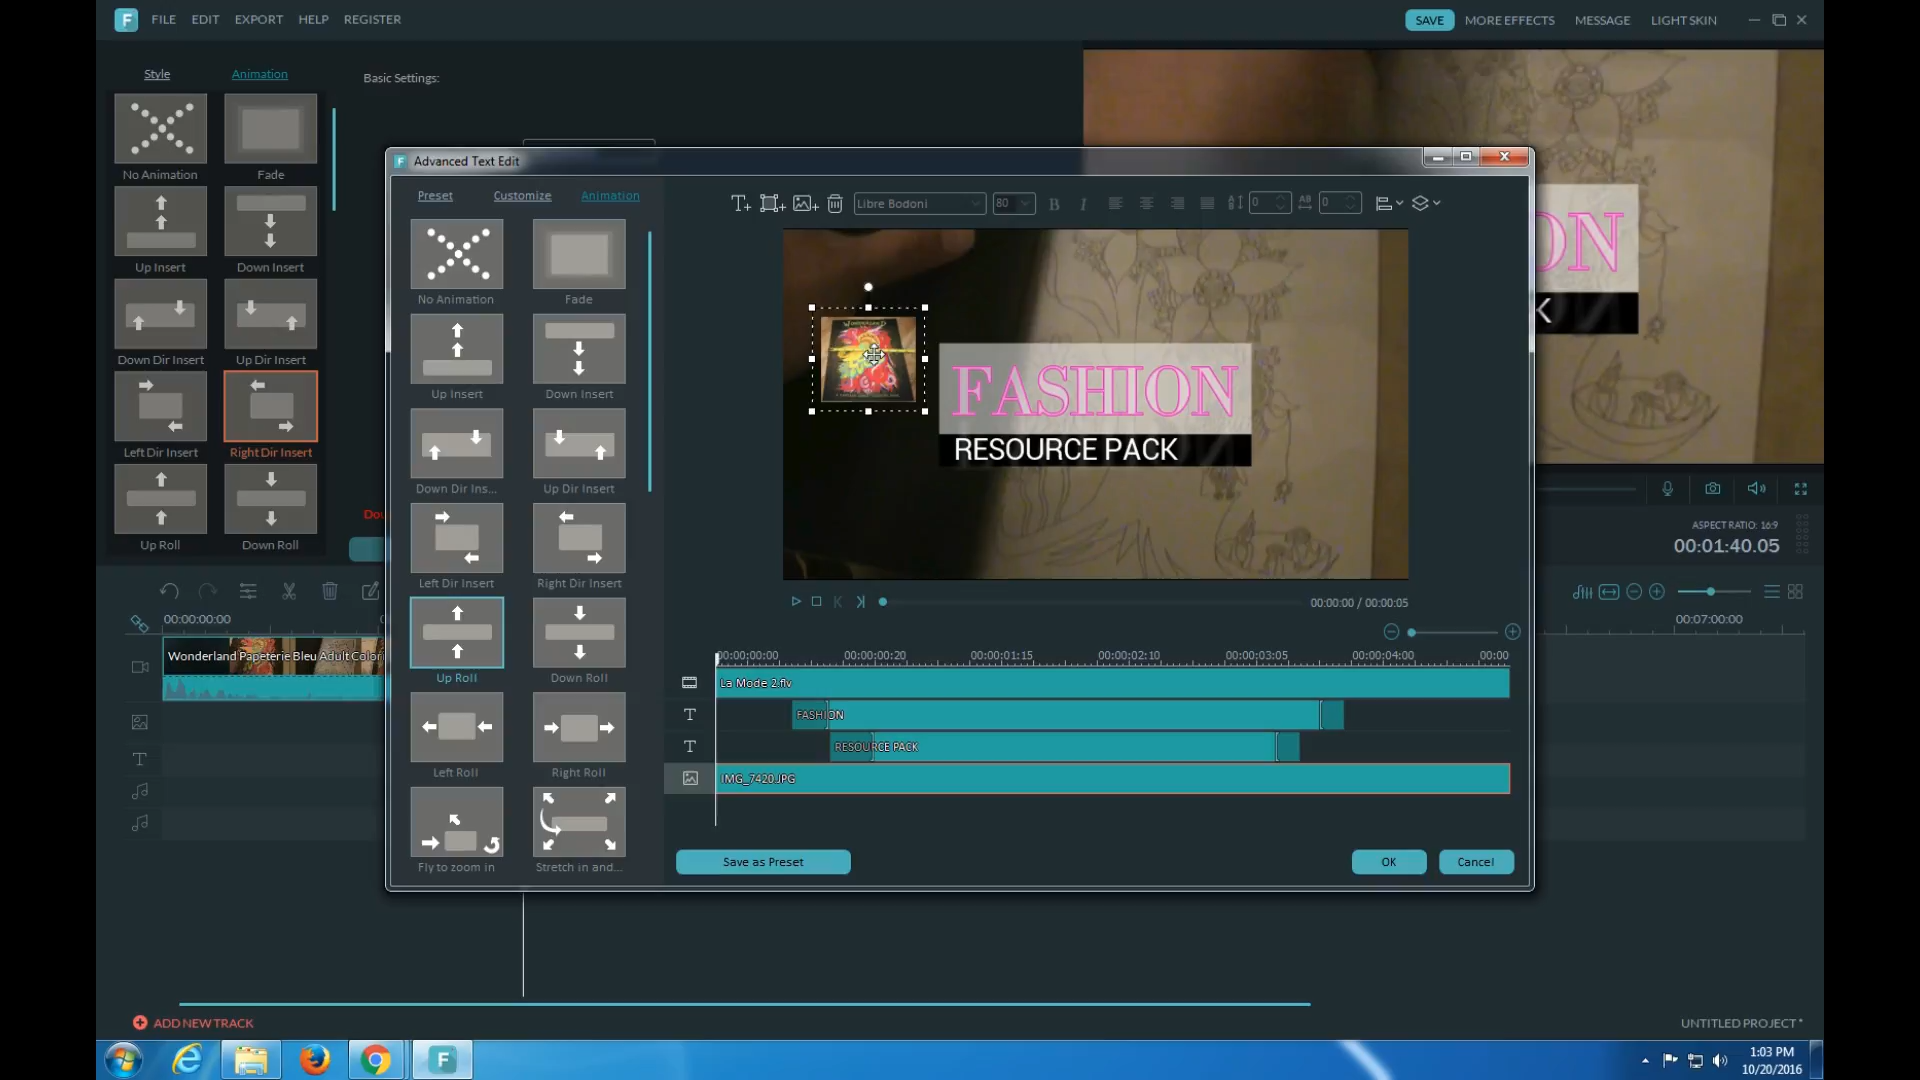 F FILE EDIT EXPORT HELP REGISTER
SAVE MORE EFFECTS MESSAGE LIGHT SKIN
Style Animation Basic Settings:
No Animation Fade
Up Insert Down Insert
Down Dir Insert Up Dir Insert
Left Dir Insert Right Dir Insert
Up Roll Down Roll
Dou
F Advanced Text Edit
Preset Customize Animation
Libre Bodoni 80 B I 0 AB 0
No Animation Fade
Up Insert Down Insert
Down Dir Ins... Up Dir Insert
Left Dir Insert Right Dir Insert
Up Roll Down Roll
Left Roll Right Roll
Fly to zoom in Stretch in and...
FASHION
RESOURCE PACK
ON
K
00:00:00 / 00:00:05
00:00:00:00 00:00:00:20 00:00:01:15 00:00:02:10 00:00:03:05 00:00:04:00 00:00
La Mode 2.flv
T FASHION
T RESOURCE PACK
IMG_7420.JPG
Save as Preset OK Cancel
ASPECT RATIO: 16:9
00:01:40.05
00:00:00:00
00:07:00:00
Wonderland Papeterie Bleu Adult Colori
T
ADD NEW TRACK
UNTITLED PROJECT *
F
1:03 PM
10/20/2016